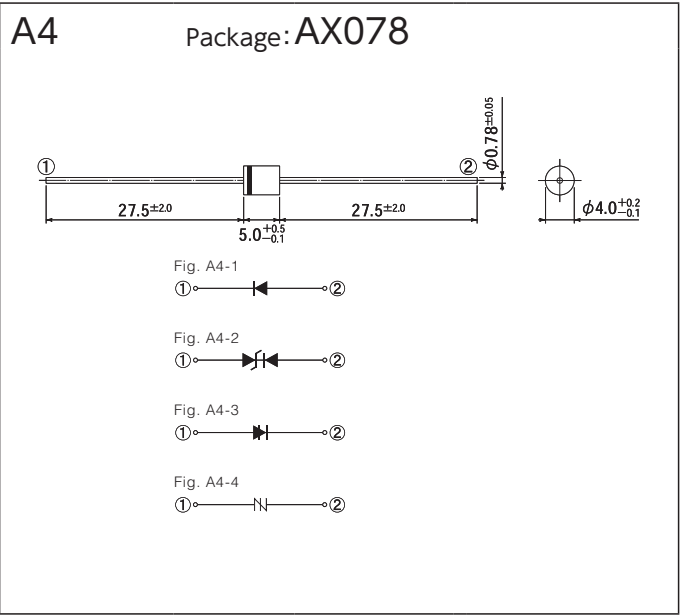 A4 Package: AX078
φ0.78±0.05
① ②
27.5±2.0 27.5±2.0 φ4.0+0.2−0.1
5.0+0.5−0.1
Fig. A4-1
① ②
Fig. A4-2
① ②
Fig. A4-3
① ②
Fig. A4-4
① ②